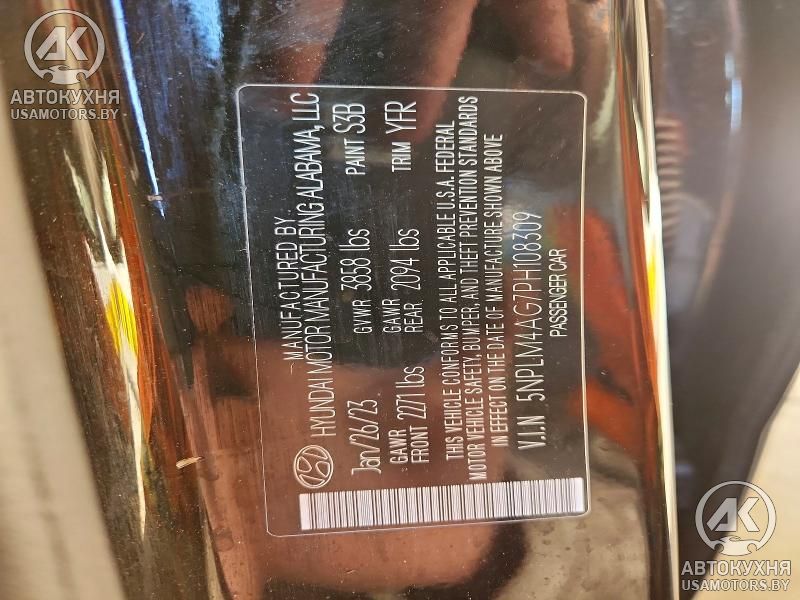 MANUFACTURED BY
HYUNDAI MOTOR MANUFACTURING ALABAMA, LLC
Jan/26/23 GVWR 3858 lbs PAINT S3B
GAWR FRONT 2271 lbs GAWR REAR 2094 lbs TRIM YFR
THIS VEHICLE CONFORMS TO ALL APPLICABLE U.S.A. FEDERAL
MOTOR VEHICLE SAFETY, BUMPER, AND THEFT PREVENTION STANDARDS
IN EFFECT ON THE DATE OF MANUFACTURE SHOWN ABOVE
V.I.N 5NPLM4AG7PH108309
PASSENGER CAR
АК
АВТОКУХНЯ
USAMOTORS.BY
АК
АВТОКУХНЯ
USAMOTORS.BY